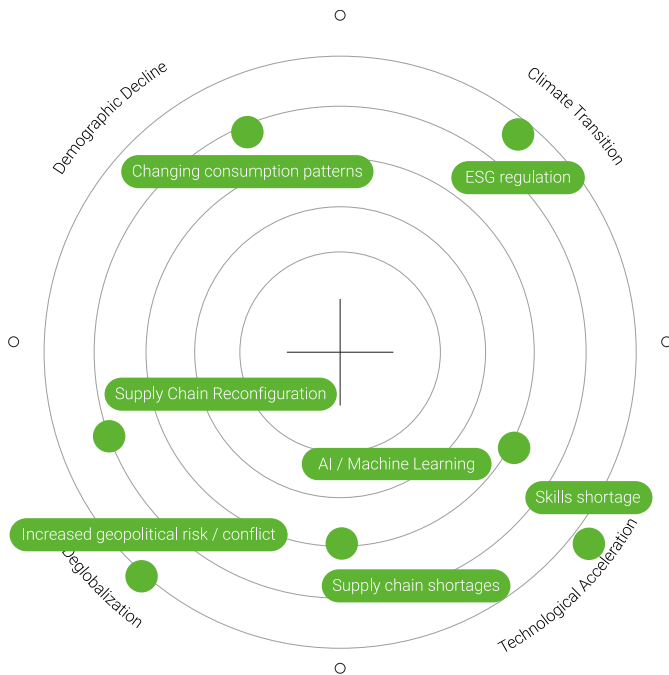 Demographic Decline
Climate Transition
Changing consumption patterns
ESG regulation
Supply Chain Reconfiguration
AI / Machine Learning
Skills shortage
Increased geopolitical risk / conflict
Deglobalization
Supply chain shortages
Technological Acceleration